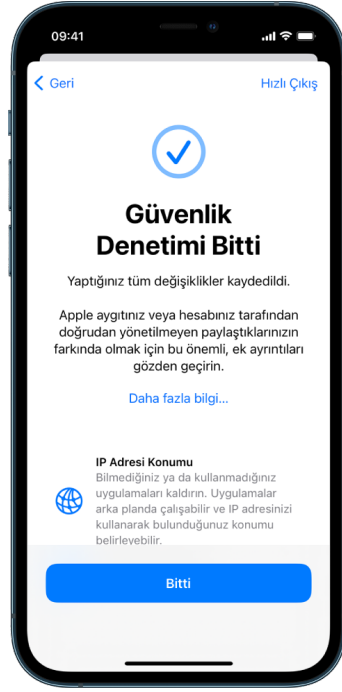 09:41
Geri
Hızlı Çıkış
Güvenlik
Denetimi Bitti
Yaptığınız tüm değişiklikler kaydedildi.
Apple aygıtınız veya hesabınız tarafından
doğrudan yönetilmeyen paylaştıklarınızın
farkında olmak için bu önemli, ek ayrıntıları
gözden geçirin.
Daha fazla bilgi...
IP Adresi Konumu
Bilmediğiniz ya da kullanmadığınız
uygulamaları kaldırın. Uygulamalar
arka planda çalışabilir ve IP adresinizi
kullanarak bulunduğunuz konumu
belirleyebilir.
Bitti